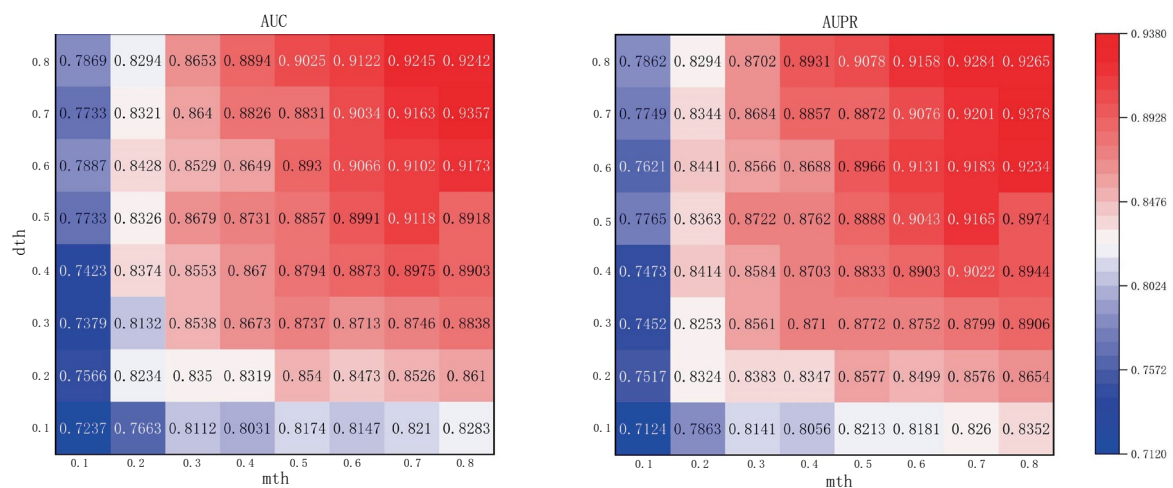 AUC
0.8 0.7869 0.8294 0.8653 0.8894 0.9025 0.9122 0.9245 0.9242
0.7 0.7733 0.8321 0.864 0.8826 0.8831 0.9034 0.9163 0.9357
0.6 0.7887 0.8428 0.8529 0.8649 0.893 0.9066 0.9102 0.9173
0.5 0.7733 0.8326 0.8679 0.8731 0.8857 0.8991 0.9118 0.8918
dth
0.4 0.7423 0.8374 0.8553 0.867 0.8794 0.8873 0.8975 0.8903
0.3 0.7379 0.8132 0.8538 0.8673 0.8737 0.8713 0.8746 0.8838
0.2 0.7566 0.8234 0.835 0.8319 0.854 0.8473 0.8526 0.861
0.1 0.7237 0.7663 0.8112 0.8031 0.8174 0.8147 0.821 0.8283
0.1 0.2 0.3 0.4 0.5 0.6 0.7 0.8
mth
AUPR
0.8 0.7862 0.8294 0.8702 0.8931 0.9078 0.9158 0.9284 0.9265
0.7 0.7749 0.8344 0.8684 0.8857 0.8872 0.9076 0.9201 0.9378
0.6 0.7621 0.8441 0.8566 0.8688 0.8966 0.9131 0.9183 0.9234
0.5 0.7765 0.8363 0.8722 0.8762 0.8888 0.9043 0.9165 0.8974
dth
0.4 0.7473 0.8414 0.8584 0.8703 0.8833 0.8903 0.9022 0.8944
0.3 0.7452 0.8253 0.8561 0.871 0.8772 0.8752 0.8799 0.8906
0.2 0.7517 0.8324 0.8383 0.8347 0.8577 0.8499 0.8576 0.8654
0.1 0.7124 0.7863 0.8141 0.8056 0.8213 0.8181 0.826 0.8352
0.1 0.2 0.3 0.4 0.5 0.6 0.7 0.8
mth
0.9380
0.8928
0.8476
0.8024
0.7572
0.7120